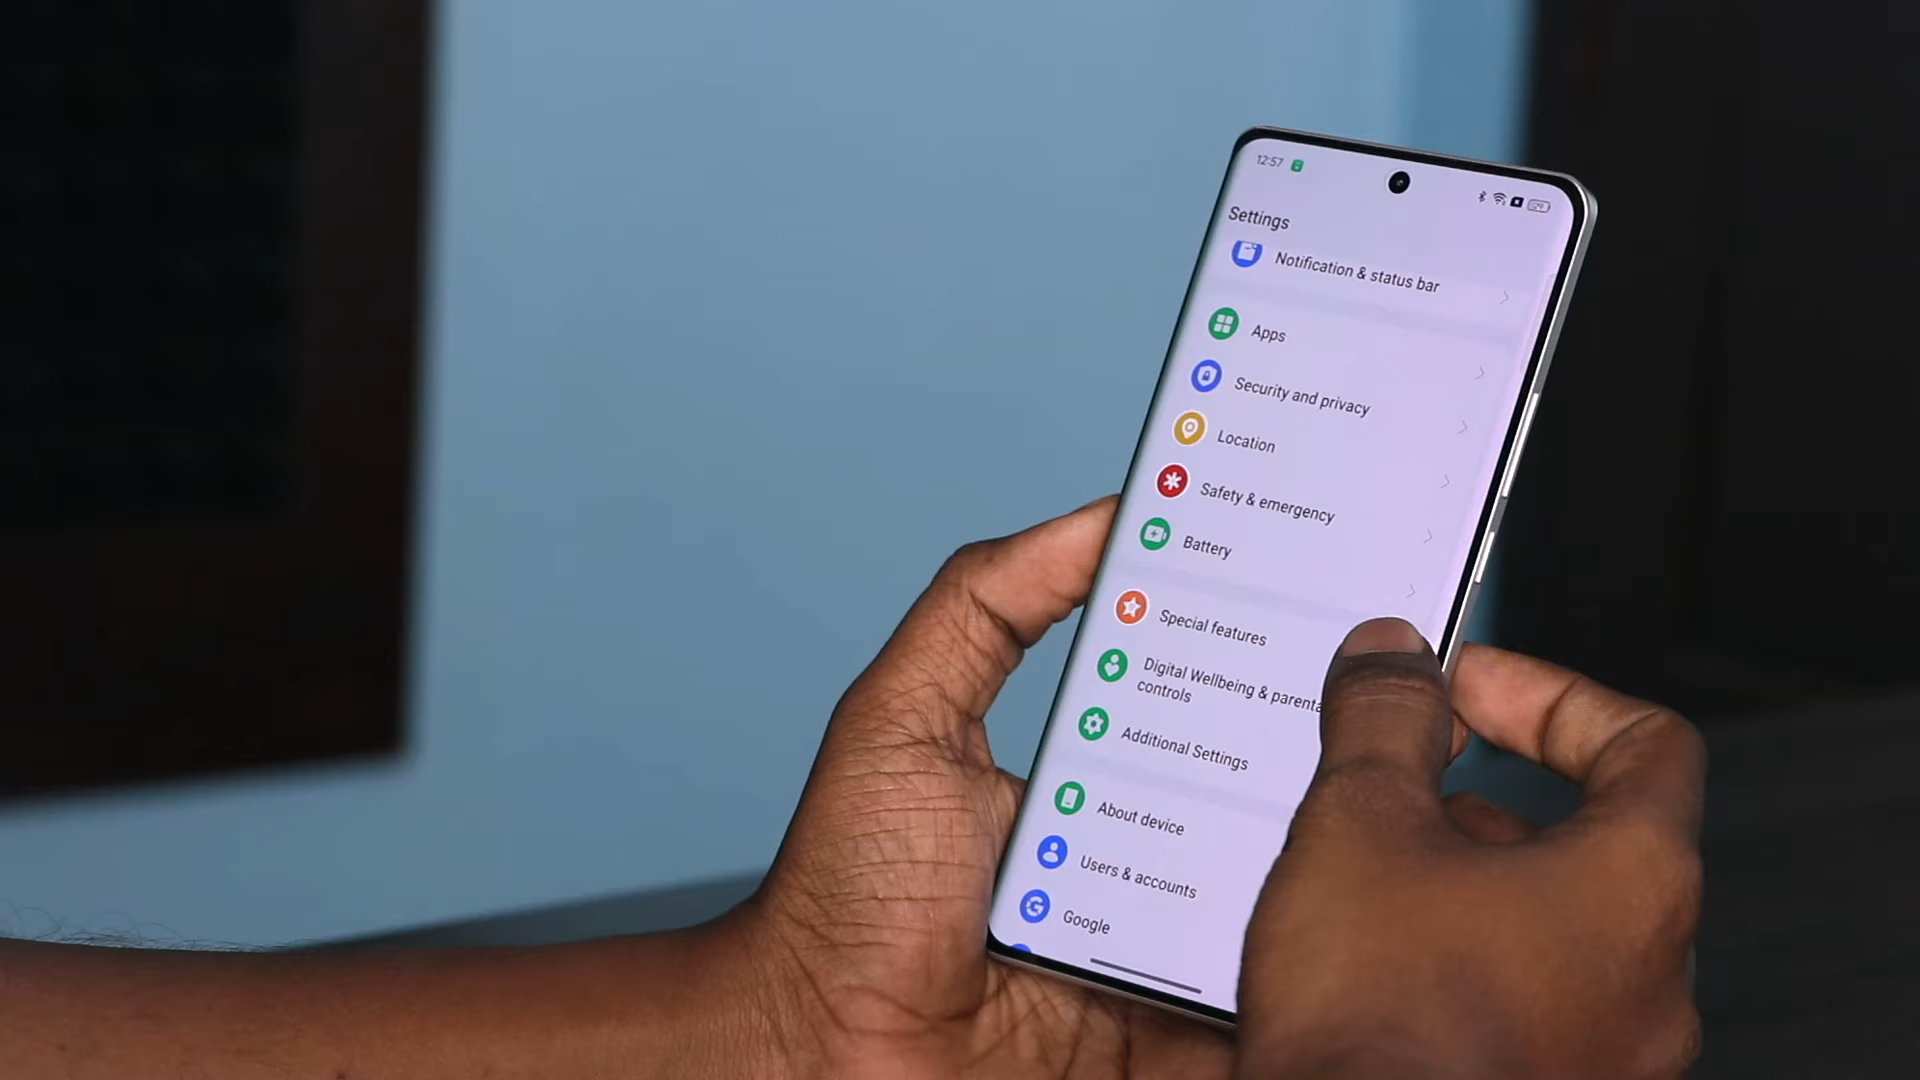 12:57
Settings
Notification & status bar
Apps
Security and privacy
Location
Safety & emergency
Battery
Special features
Digital Wellbeing & parenta
controls
Additional Settings
About device
Users & accounts
Google